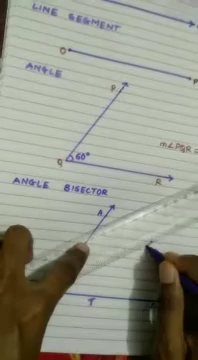 LINE SEGMENT
O
ANGLE
P
Q 60°
R
m∠PQR =
ANGLE BISECTOR
A
T